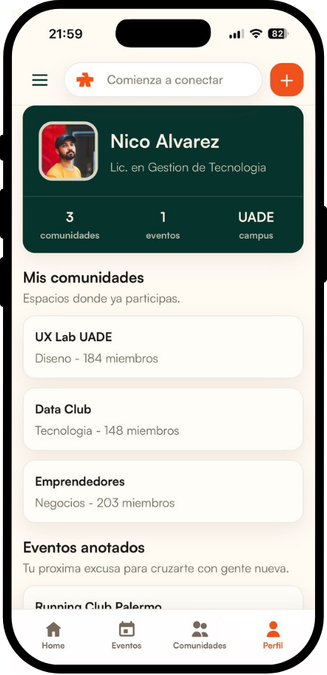 21:59
82
Comienza a conectar
Nico Alvarez
Lic. en Gestion de Tecnologia
3
comunidades
1
eventos
UADE
campus
Mis comunidades
Espacios donde ya participas.
UX Lab UADE
Diseno - 184 miembros
Data Club
Tecnologia - 148 miembros
Emprendedores
Negocios - 203 miembros
Eventos anotados
Tu proxima excusa para cruzarte con gente nueva.
Running Club Palermo
Home
Eventos
Comunidades
Perfil